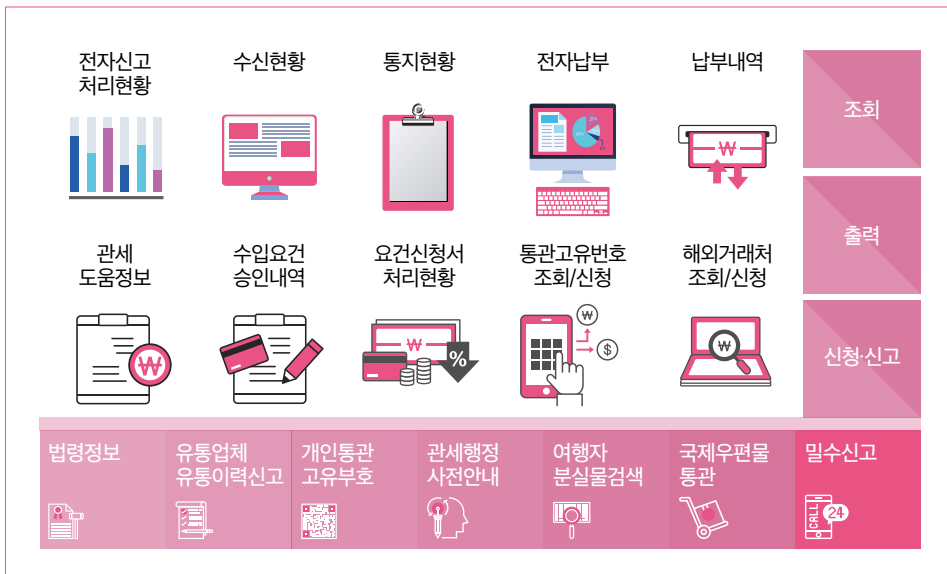 전자신고
처리현황
수신현황
통지현황
전자납부
납부내역
조회
출력
관세
도움정보
수입요건
승인내역
요건신청서
처리현황
통관고유번호
조회/신청
해외거래처
조회/신청
신청·신고
법령정보
유통업체
유통이력신고
개인통관
고유부호
관세행정
사전안내
여행자
분실물검색
국제우편물
통관
밀수신고
₩
₩
₩
%
₩
$
₩
CALL
24